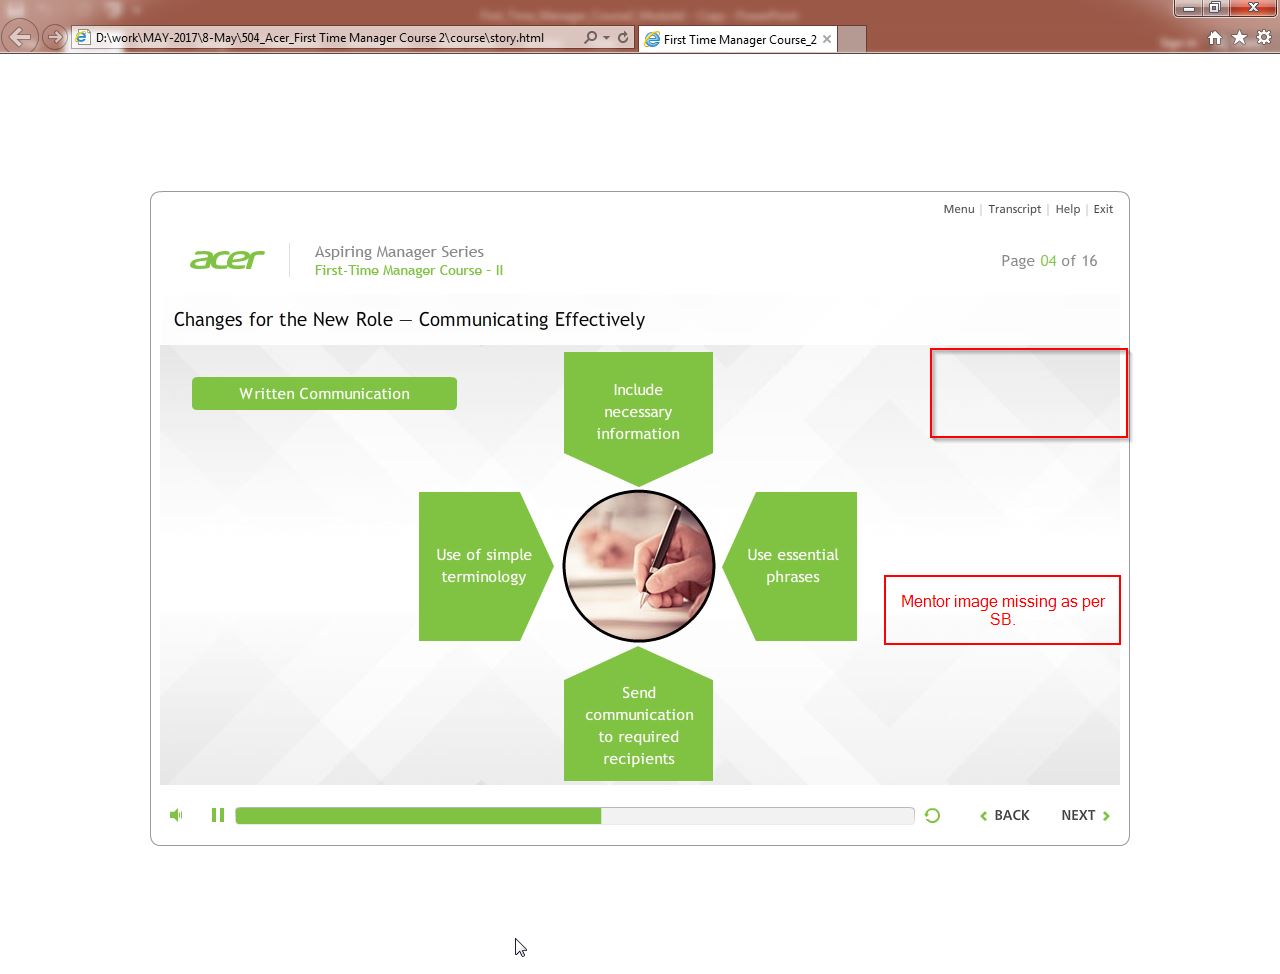 D:\work\MAY-2017\8-May\504_Acer_First Time Manager Course 2\course\story.html
First Time Manager Course_2
Menu | Transcript | Help | Exit
acer
Aspiring Manager Series
First-Time Manager Course - II
Page 04 of 16
Changes for the New Role — Communicating Effectively
Written Communication
Include
necessary
information
Use of simple
terminology
Use essential
phrases
Mentor image missing as per
SB.
Send
communication
to required
recipients
BACK
NEXT